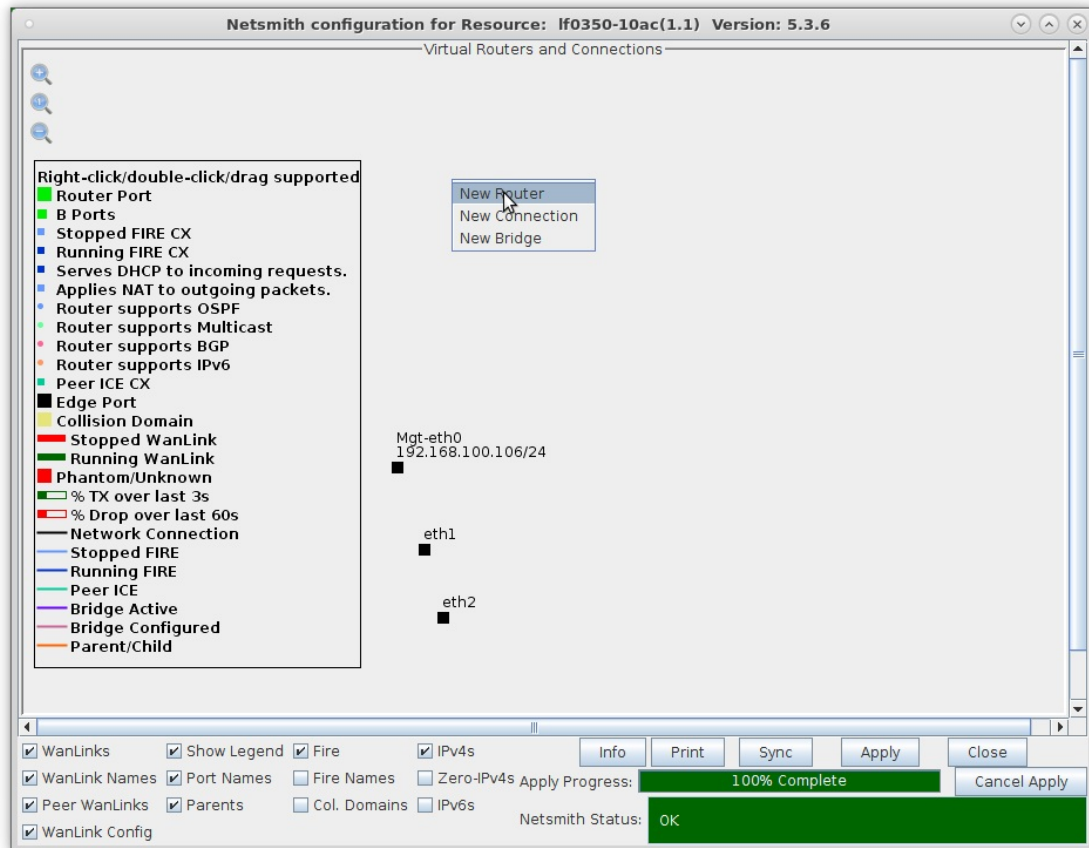 Netsmith configuration for Resource: lf0350-10ac(1.1) Version: 5.3.6
Virtual Routers and Connections
Right-click/double-click/drag supported
Router Port
B Ports
Stopped FIRE CX
Running FIRE CX
Serves DHCP to incoming requests.
Applies NAT to outgoing packets.
Router supports OSPF
Router supports Multicast
Router supports BGP
Router supports IPv6
Peer ICE CX
Edge Port
Collision Domain
Stopped WanLink
Running WanLink
Phantom/Unknown
% TX over last 3s
% Drop over last 60s
Network Connection
Stopped FIRE
Running FIRE
Peer ICE
Bridge Active
Bridge Configured
Parent/Child
New Router
New Connection
New Bridge
Mgt-eth0
192.168.100.106/24
eth1
eth2
WanLinks Show Legend Fire IPv4s Info Print Sync Apply Close
WanLink Names Port Names Fire Names Zero-IPv4s Apply Progress: 100% Complete Cancel Apply
Peer WanLinks Parents Col. Domains IPv6s
Netsmith Status: OK
WanLink Config